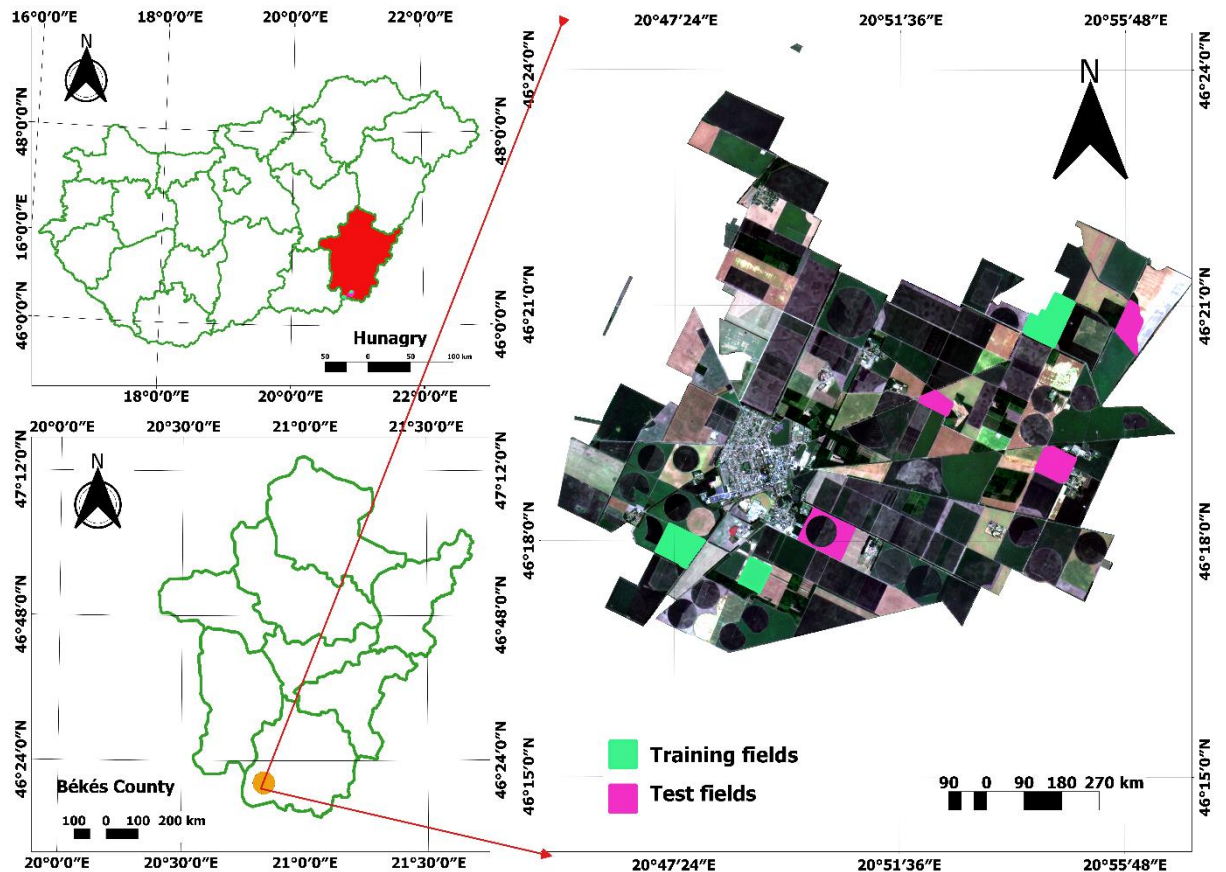 16°0′0″E 18°0′0″E 20°0′0″E 22°0′0″E
N
48°0′0″N
48°0′0″N
16°0′0″E
46°0′0″N
46°0′0″N
Hunagry
50 0 50 100 km
18°0′0″E 20°0′0″E 22°0′0″E
20°0′0″E 20°30′0″E 21°0′0″E 21°30′0″E
N
47°12′0″N
47°12′0″N
46°48′0″N
46°48′0″N
46°24′0″N
46°24′0″N
Békés County
100 0 100 200 km
20°0′0″E 20°30′0″E 21°0′0″E 21°30′0″E
20°47′24″E 20°51′36″E 20°55′48″E
N
46°24′0″N
46°24′0″N
46°21′0″N
46°21′0″N
46°18′0″N
46°18′0″N
46°15′0″N
46°15′0″N
Training fields
Test fields
90 0 90 180 270 km
20°47′24″E 20°51′36″E 20°55′48″E